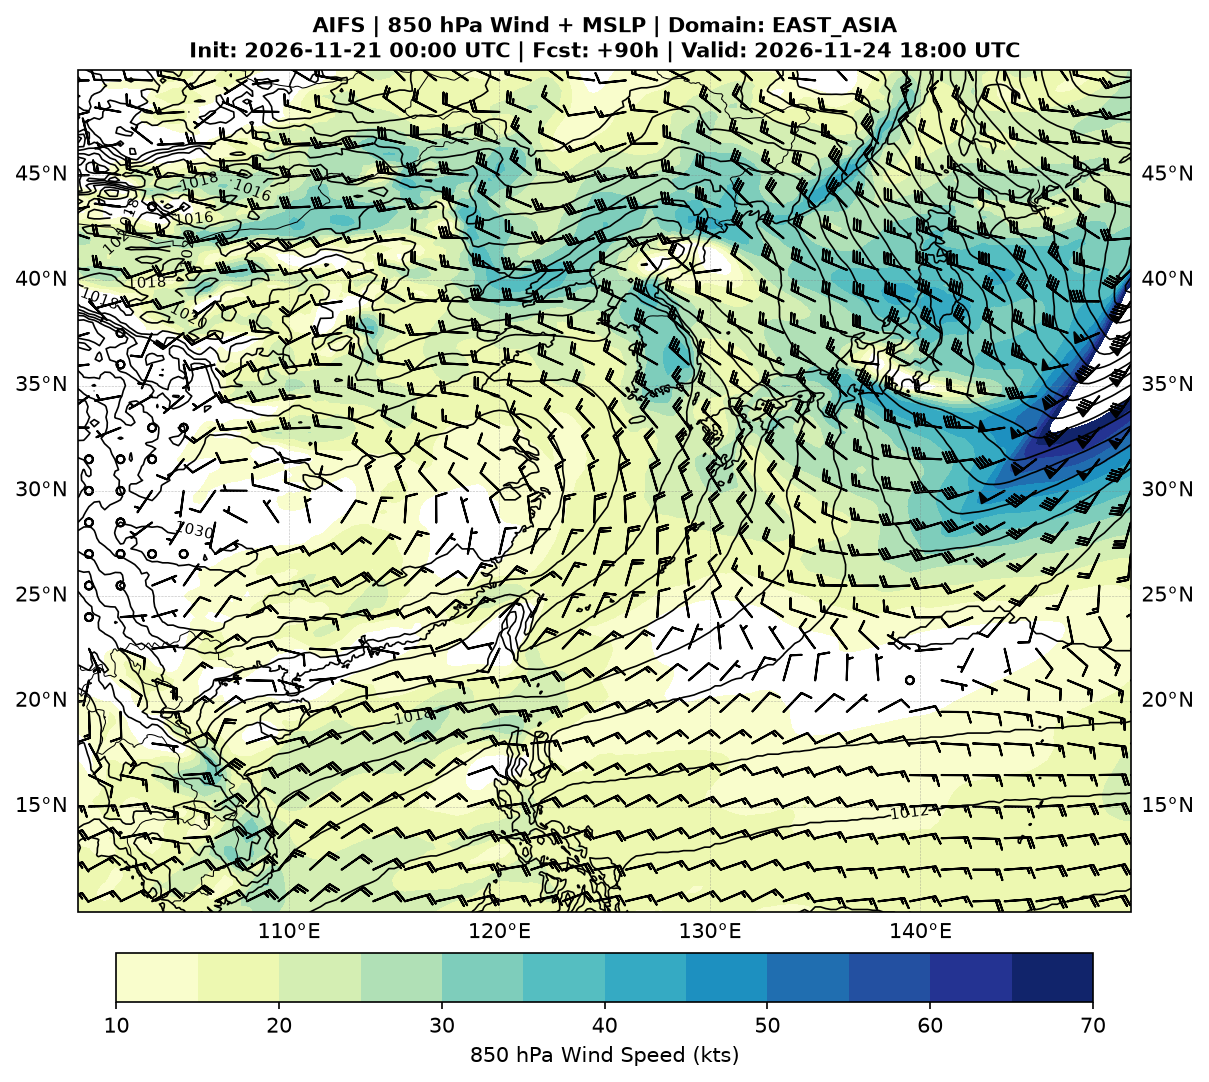 AIFS | 850 hPa Wind + MSLP | Domain: EAST_ASIA
Init: 2026-11-21 00:00 UTC | Fcst: +90h | Valid: 2026-11-24 18:00 UTC
45°N 45°N
40°N 40°N
35°N 35°N
30°N 30°N
25°N 25°N
20°N 20°N
15°N 15°N
1018 1016
1016
1018
1018
1020
1030
1018
1012
110°E 120°E 130°E 140°E
10 20 30 40 50 60 70
850 hPa Wind Speed (kts)